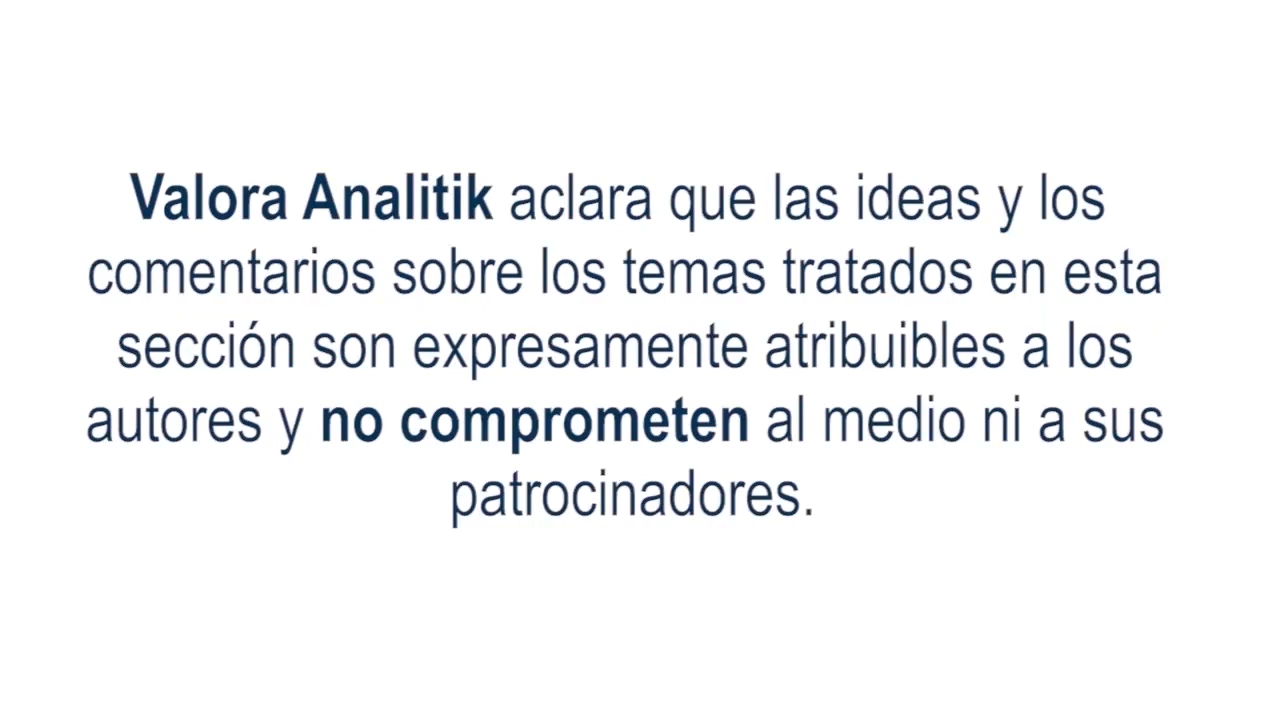 Valora Analitik aclara que las ideas y los
comentarios sobre los temas tratados en esta
sección son expresamente atribuibles a los
autores y no comprometen al medio ni a sus
patrocinadores.